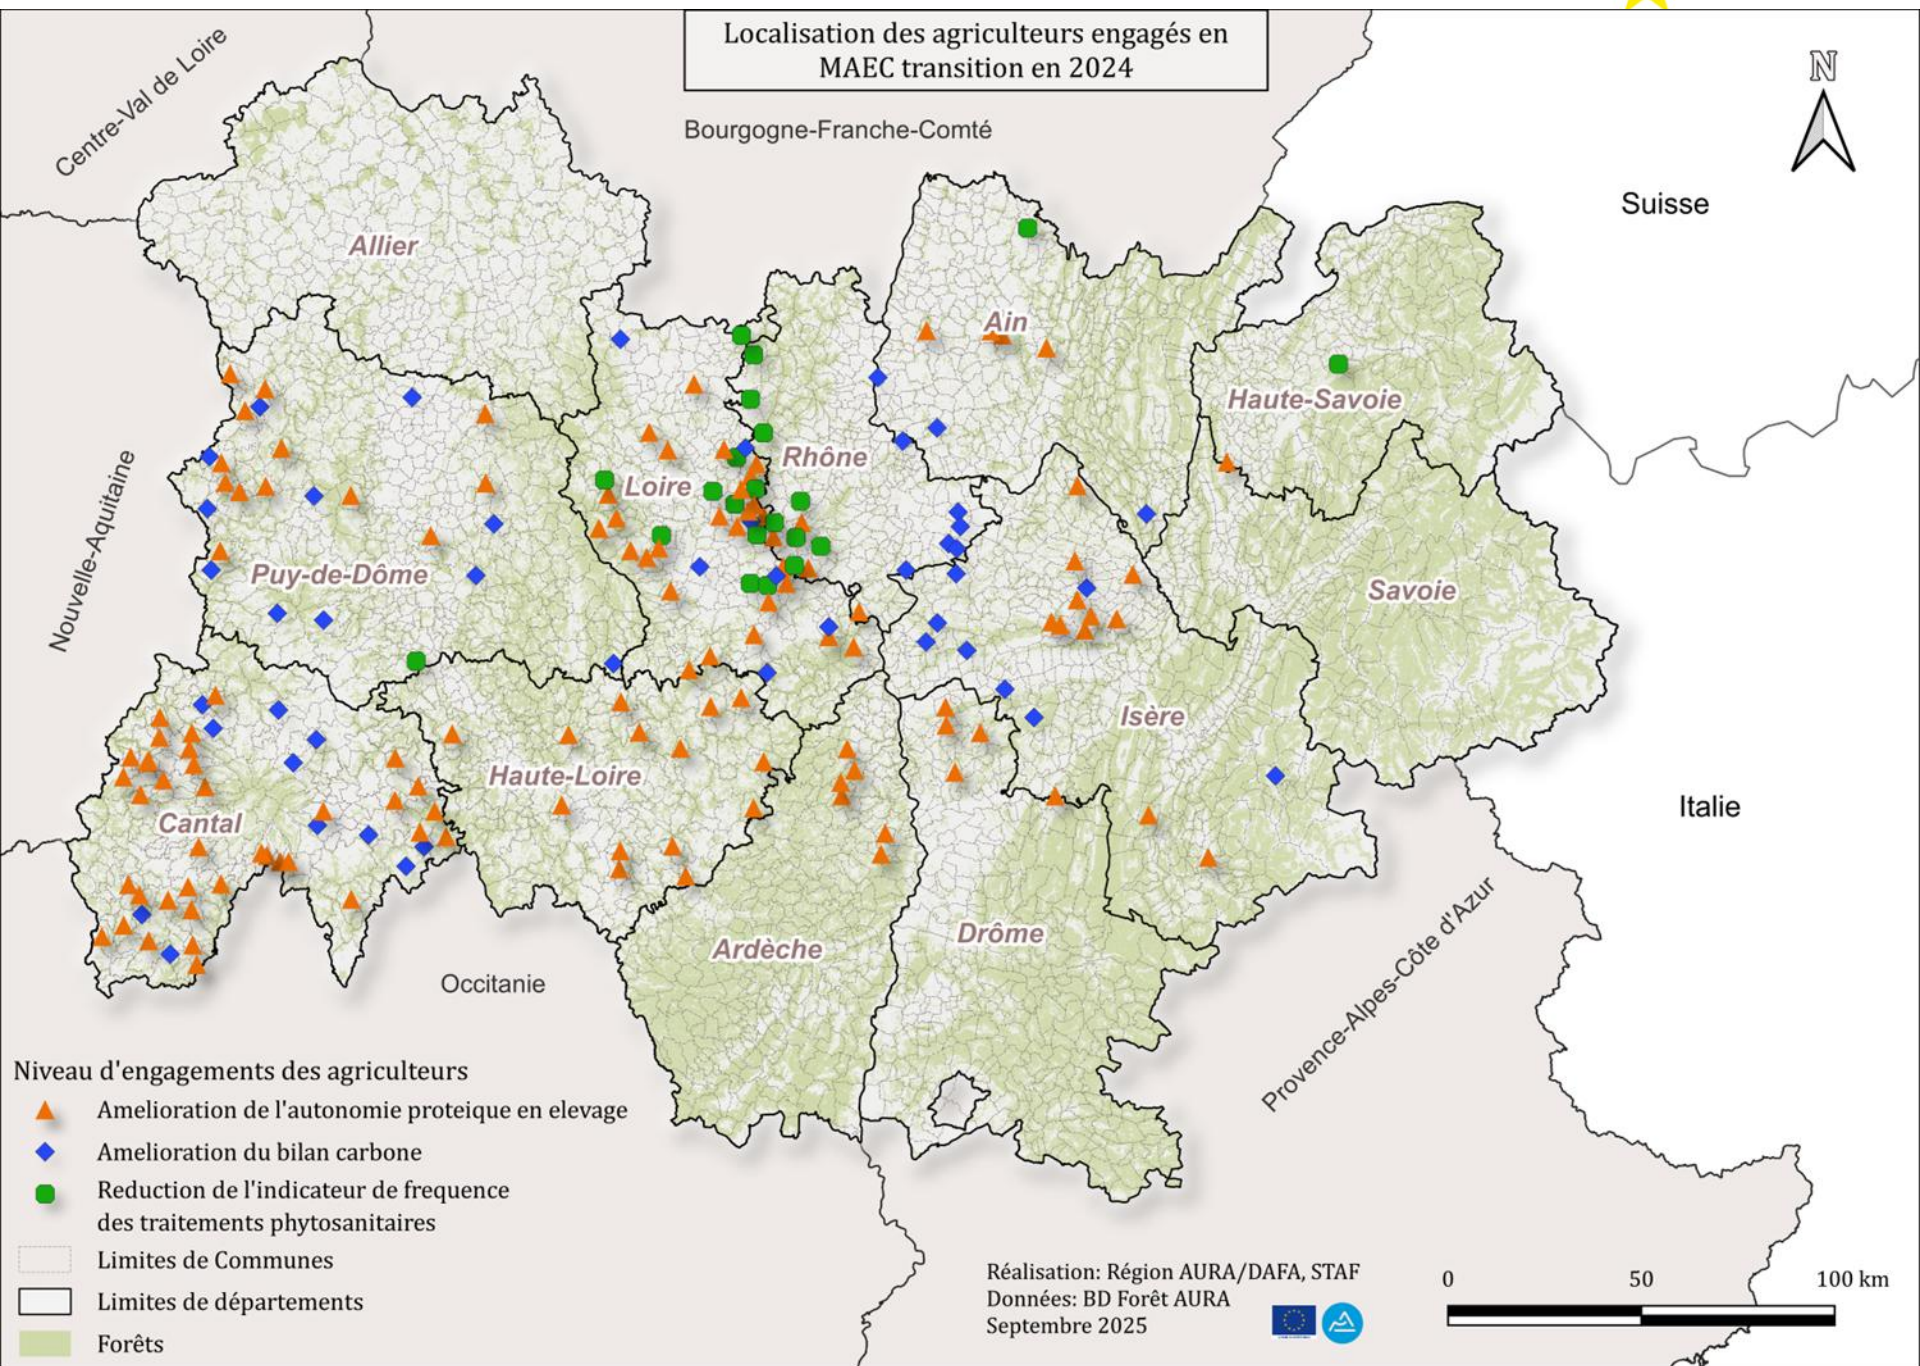 Localisation des agriculteurs engagés en
MAEC transition en 2024
N
Centre-Val de Loire
Bourgogne-Franche-Comté
Suisse
Allier
Ain
Haute-Savoie
Rhône
Loire
Nouvelle-Aquitaine
Puy-de-Dôme
Savoie
Isère
Haute-Loire
Italie
Cantal
Ardèche
Drôme
Occitanie
Provence-Alpes-Côte d'Azur
Niveau d'engagements des agriculteurs
Amelioration de l'autonomie proteique en elevage
Amelioration du bilan carbone
Reduction de l'indicateur de frequence
des traitements phytosanitaires
Limites de Communes
Limites de départements
Forêts
Réalisation: Région AURA/DAFA, STAF
Données: BD Forêt AURA
Septembre 2025
0 50 100 km